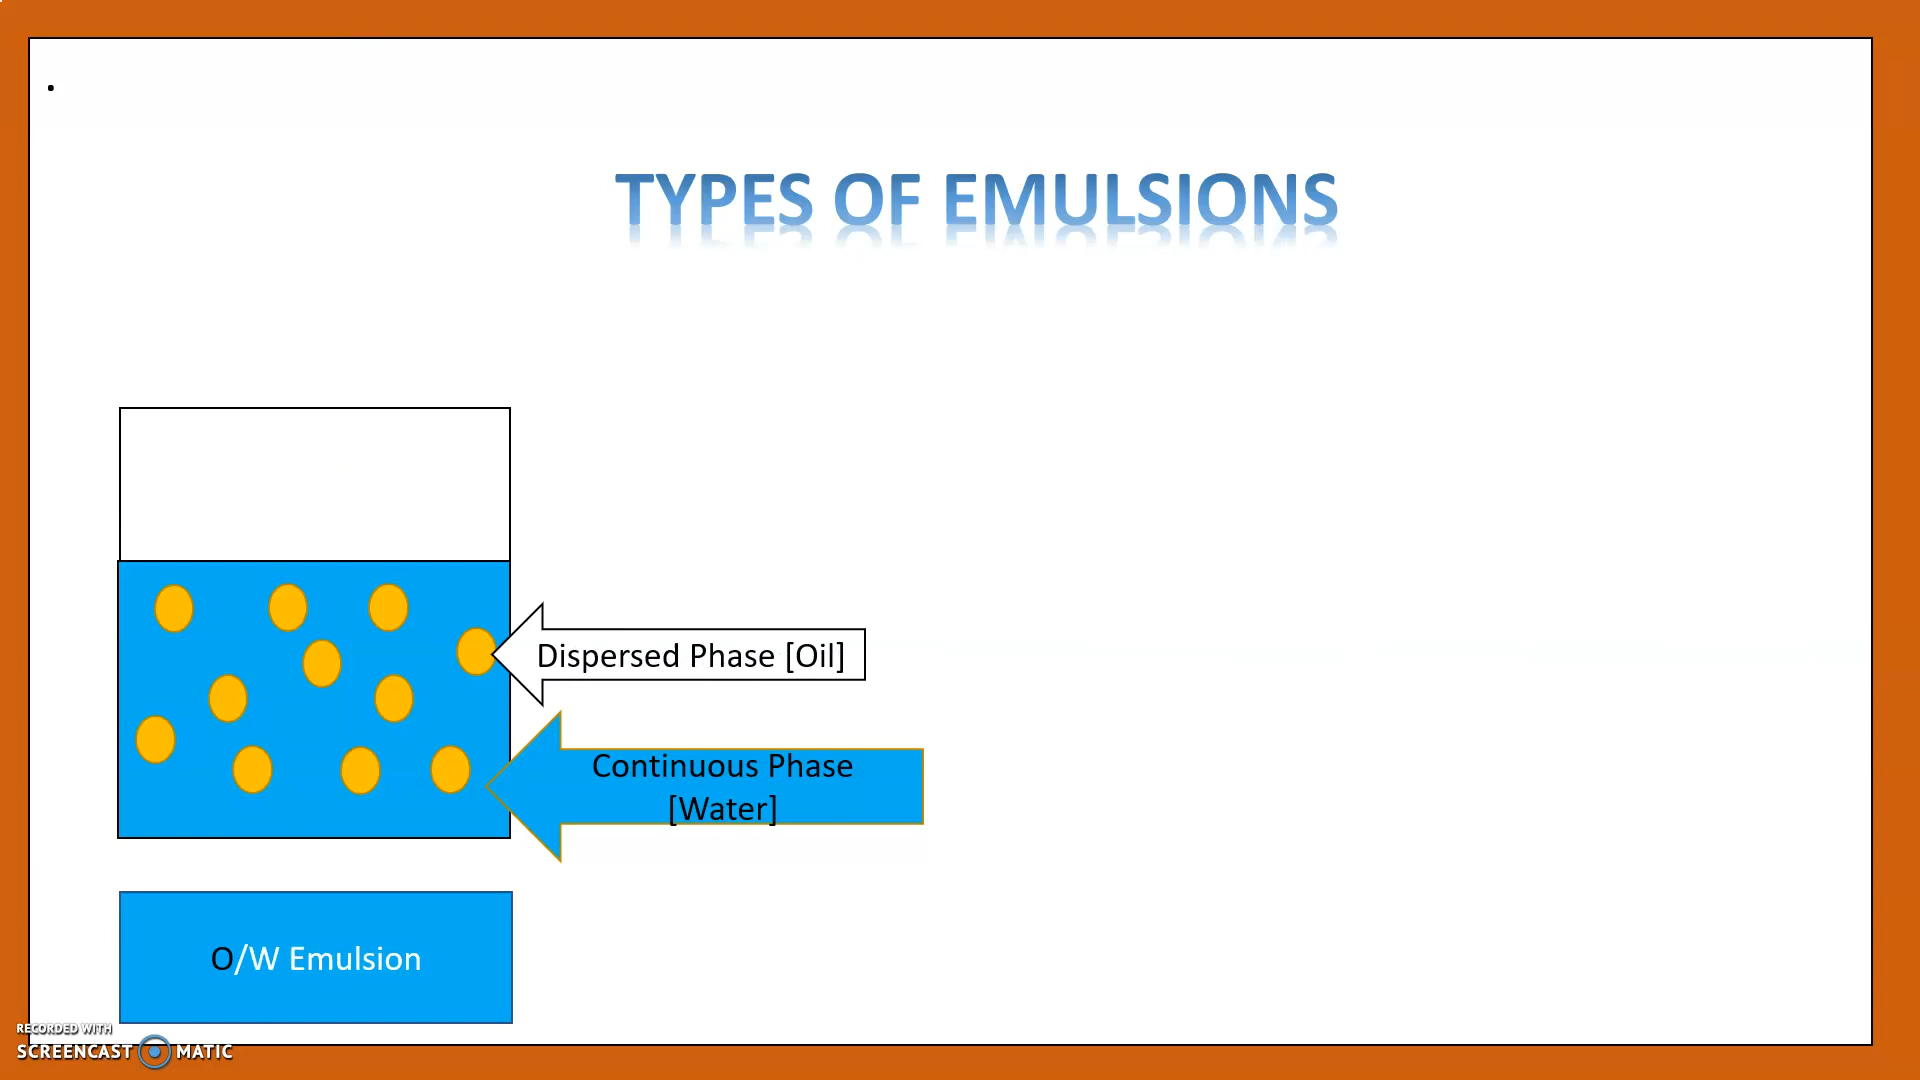 .
TYPES OF EMULSIONS
Dispersed Phase [Oil]
Continuous Phase
[Water]
O/W Emulsion
RECORDED WITH
SCREENCAST MATIC